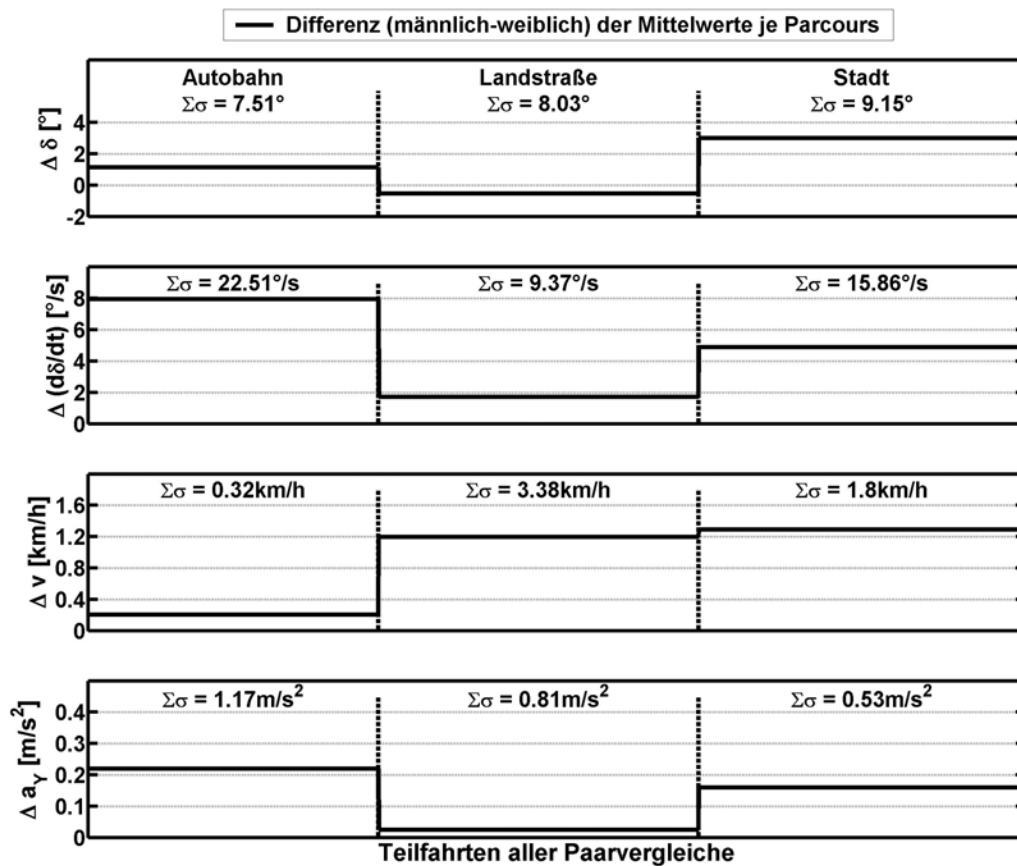 Differenz (männlich-weiblich) der Mittelwerte je Parcours
Autobahn Landstraße Stadt
Σσ = 7.51° Σσ = 8.03° Σσ = 9.15°
Δ δ [°]
4
2
0
-2
Σσ = 22.51°/s Σσ = 9.37°/s Σσ = 15.86°/s
Δ (dδ/dt) [°/s]
8
6
4
2
0
Σσ = 0.32km/h Σσ = 3.38km/h Σσ = 1.8km/h
Δ v [km/h]
1.6
1.2
0.8
0.4
0
Σσ = 1.17m/s² Σσ = 0.81m/s² Σσ = 0.53m/s²
Δ aY [m/s²]
0.4
0.3
0.2
0.1
0
Teilfahrten aller Paarvergleiche